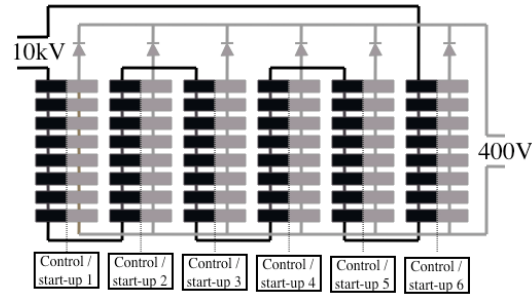 10kV
400V
Control /
start-up 1
Control /
start-up 2
Control /
start-up 3
Control /
start-up 4
Control /
start-up 5
Control /
start-up 6